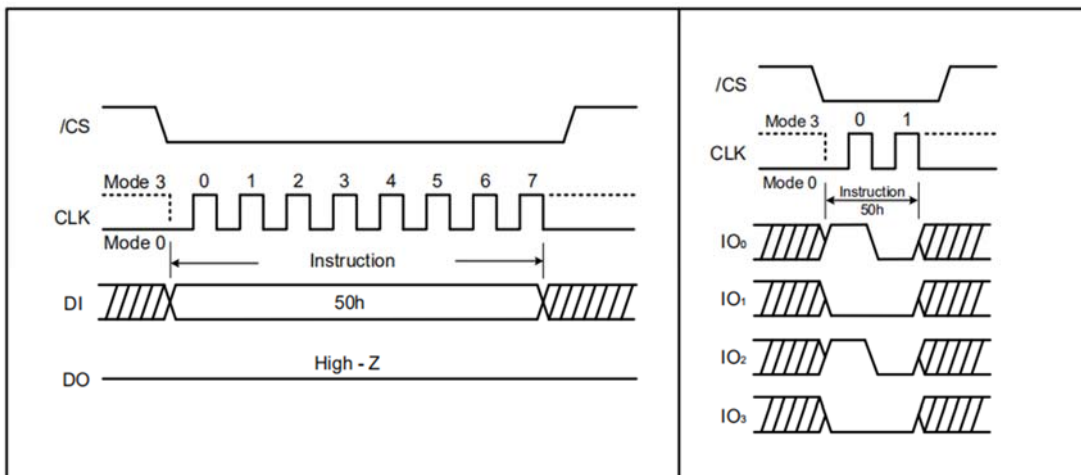 /CS
Mode 3 0 1 2 3 4 5 6 7
CLK
Mode 0
Instruction
DI 50h
High - Z
DO
/CS
Mode 3 0 1
CLK
Mode 0 Instruction
50h
IO₀
IO₁
IO₂
IO₃